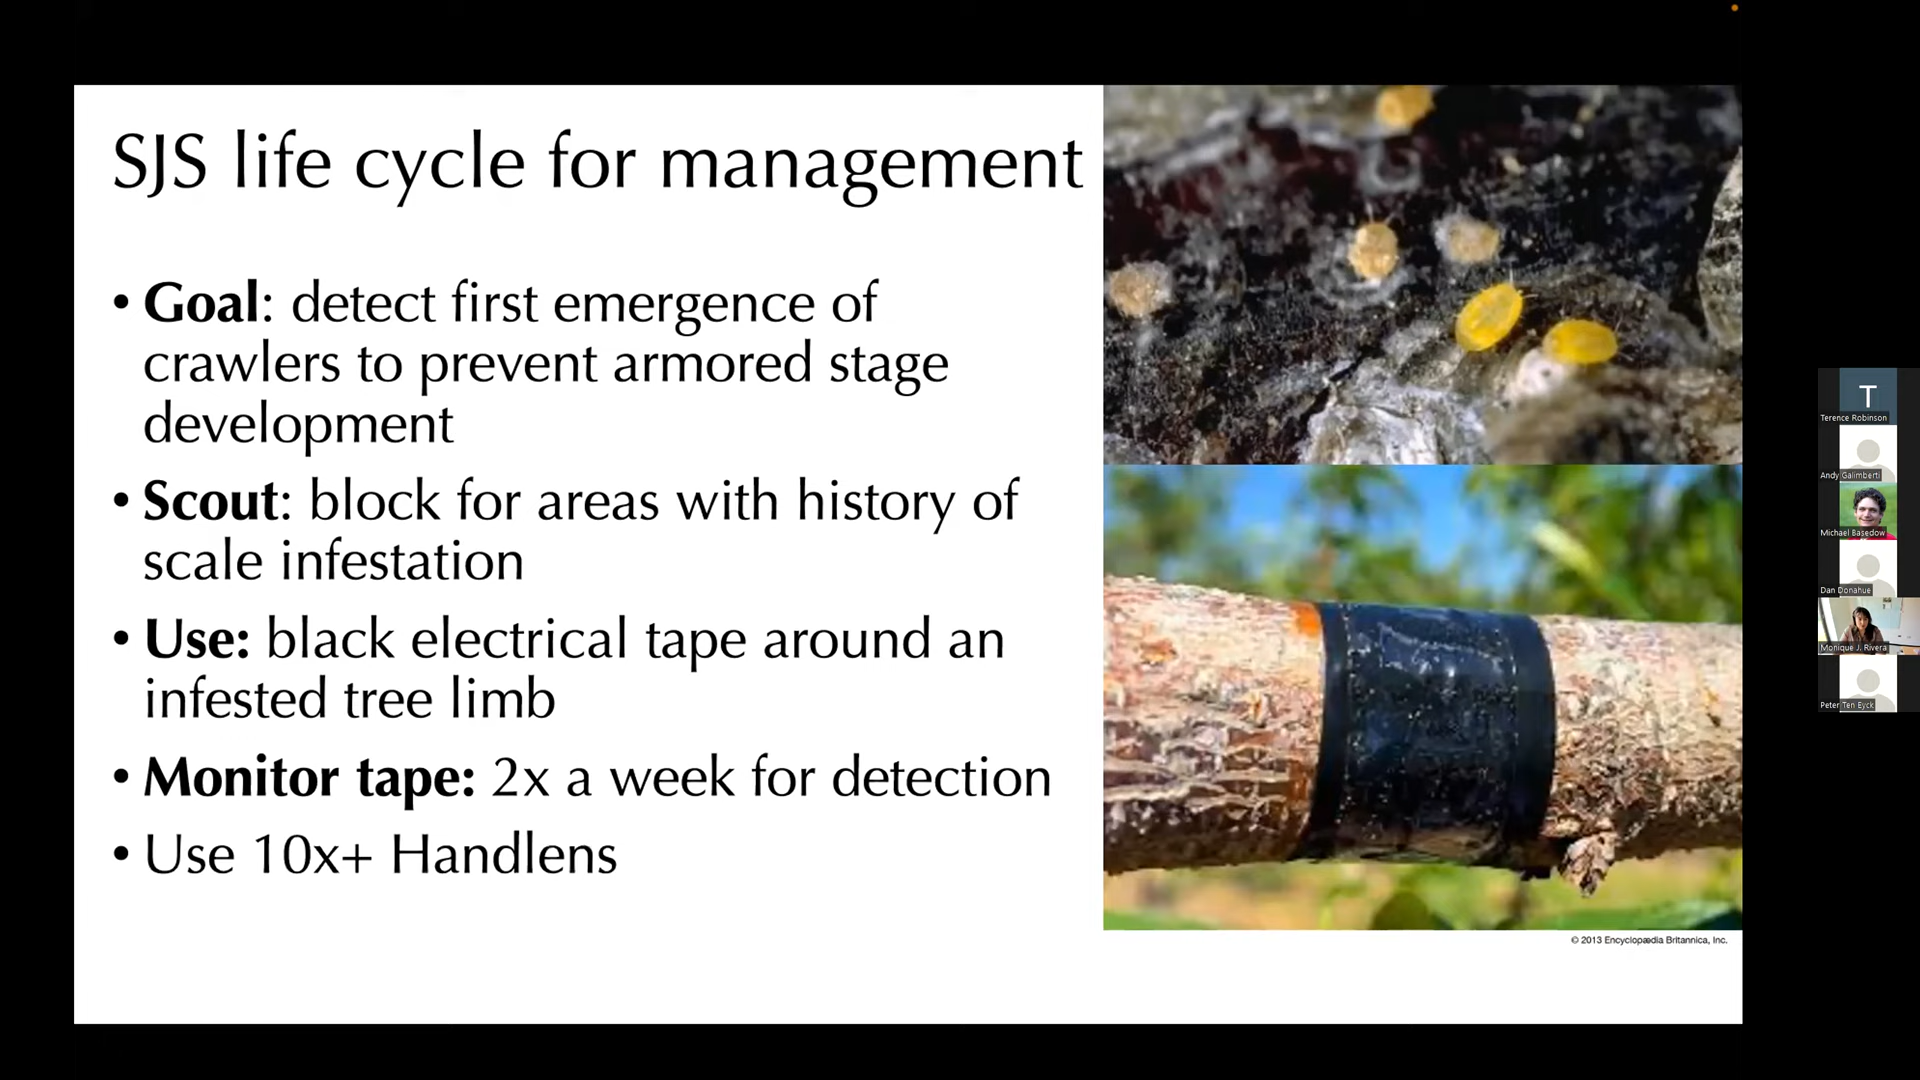 SJS life cycle for management
• Goal: detect first emergence of
crawlers to prevent armored stage
development
• Scout: block for areas with history of
scale infestation
• Use: black electrical tape around an
infested tree limb
• Monitor tape: 2x a week for detection
• Use 10x+ Handlens
© 2013 Encyclopædia Britannica, Inc.
T
Terence Robinson
Andy Galimberti
Michael Basedow
Dan Donahue
Monique J. Rivera
Peter Ten Eyck